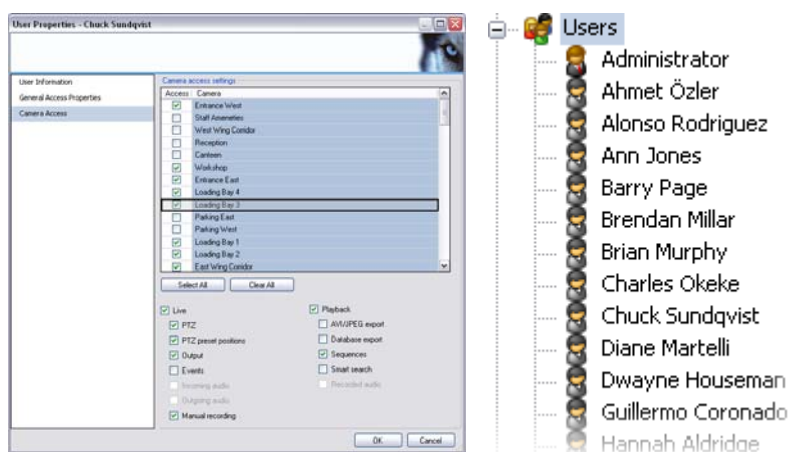 User Properties - Chuck Sundqvist
User Information
General Access Properties
Camera Access
Camera access settings
Access Camera
Entrance West
Staff Ameneties
West Wing Corridor
Reception
Canteen
Workshop
Entrance East
Loading Bay 4
Loading Bay 3
Parking East
Parking West
Loading Bay 1
Loading Bay 2
East Wing Corridor
Select All Clear All
Live
PTZ
PTZ preset positions
Output
Events
Incoming audio
Outgoing audio
Manual recording
Playback
AVI/JPEG export
Database export
Sequences
Smart search
Recorded audio
OK Cancel
Users
Administrator
Ahmet Özler
Alonso Rodriguez
Ann Jones
Barry Page
Brendan Millar
Brian Murphy
Charles Okeke
Chuck Sundqvist
Diane Martelli
Dwayne Houseman
Guillermo Coronado
Hannah Aldridge